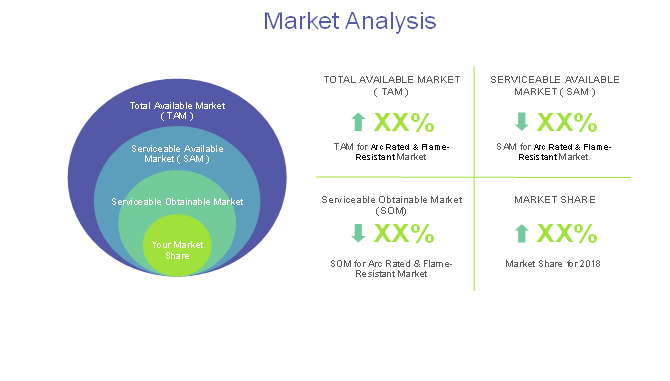 Market Analysis
Total Available Market
( TAM )
Serviceable Available
Market ( SAM )
Serviceable Obtainable Market
Your Market
Share
TOTAL AVAILABLE MARKET
( TAM )
XX%
TAM for Arc Rated & Flame-
Resistant Market
SERVICEABLE AVAILABLE
MARKET ( SAM )
XX%
SAM for Arc Rated & Flame-
Resistant Market
Serviceable Obtainable Market
(SOM)
XX%
SOM for Arc Rated & Flame-
Resistant Market
MARKET SHARE
XX%
Market Share for 2018